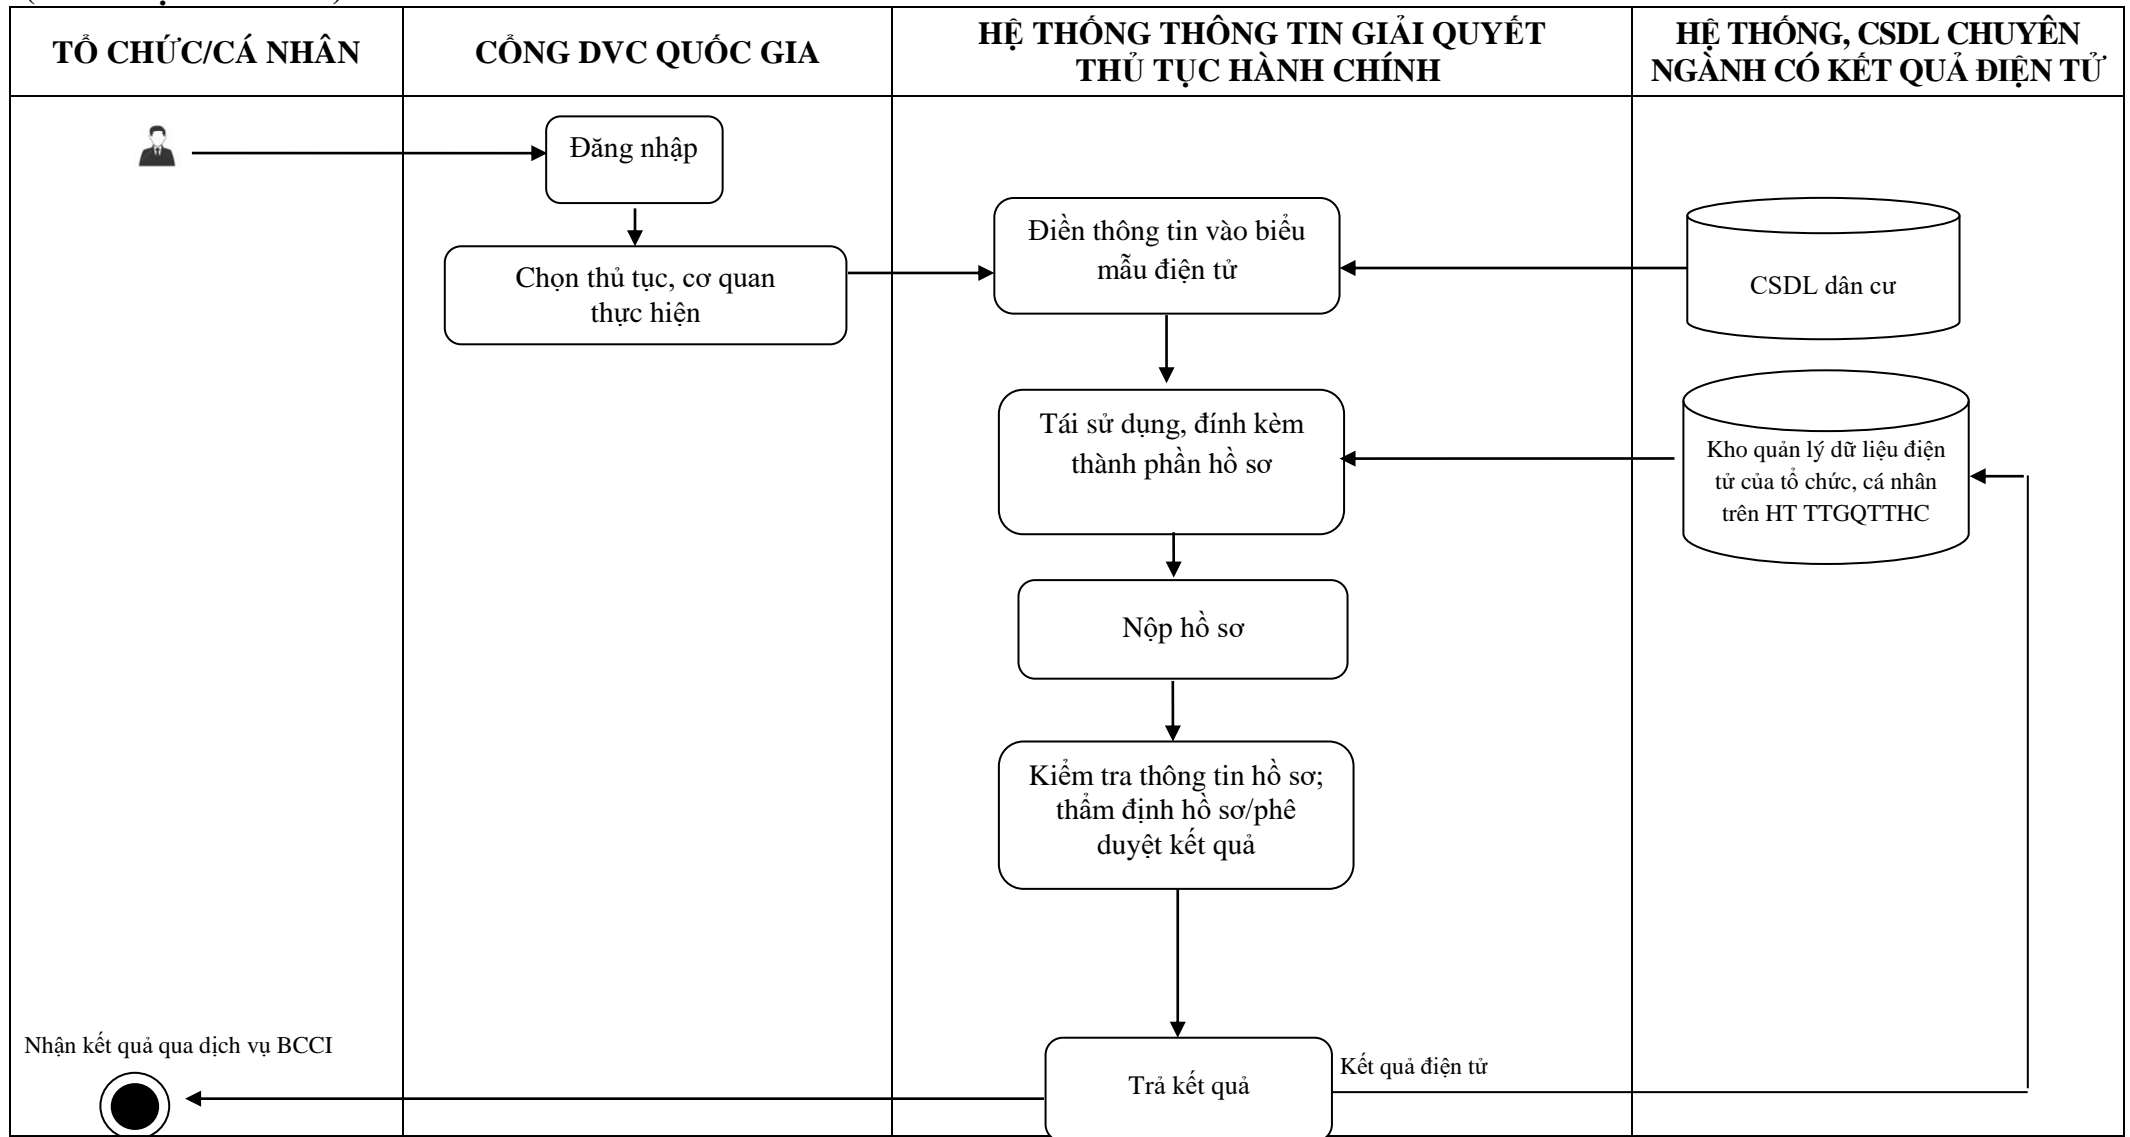 TỔ CHỨC/CÁ NHÂN
CỔNG DVC QUỐC GIA
HỆ THỐNG THÔNG TIN GIẢI QUYẾT
THỦ TỤC HÀNH CHÍNH
HỆ THỐNG, CSDL CHUYÊN
NGÀNH CÓ KẾT QUẢ ĐIỆN TỬ
Đăng nhập
Chọn thủ tục, cơ quan
thực hiện
Điền thông tin vào biểu
mẫu điện tử
CSDL dân cư
Tái sử dụng, đính kèm
thành phần hồ sơ
Kho quản lý dữ liệu điện
tử của tổ chức, cá nhân
trên HT TTGQTTHC
Nộp hồ sơ
Kiểm tra thông tin hồ sơ;
thẩm định hồ sơ/phê
duyệt kết quả
Nhận kết quả qua dịch vụ BCCI
Trả kết quả
Kết quả điện tử